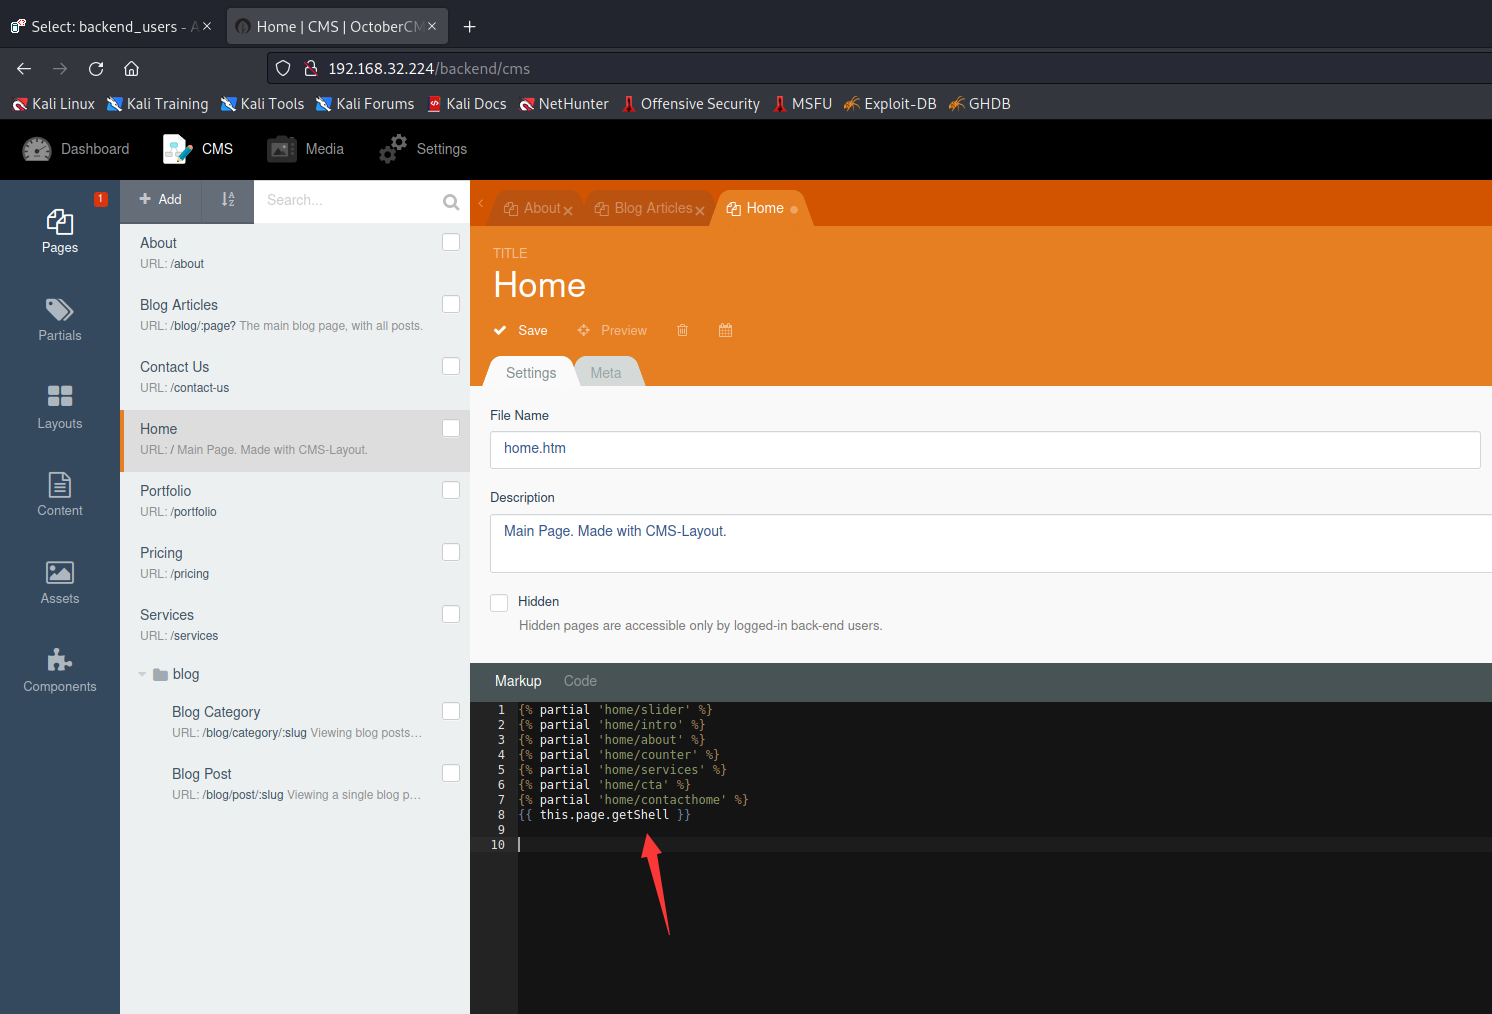 Select: backend_users - A
Home | CMS | OctoberCM
192.168.32.224/backend/cms
Kali Linux
Kali Training
Kali Tools
Kali Forums
Kali Docs
NetHunter
Offensive Security
MSFU
Exploit-DB
GHDB
Dashboard
CMS
Media
Settings
1
Pages
Partials
Layouts
Content
Assets
Components
Add
Search...
About
URL: /about
Blog Articles
URL: /blog/:page? The main blog page, with all posts.
Contact Us
URL: /contact-us
Home
URL: / Main Page. Made with CMS-Layout.
Portfolio
URL: /portfolio
Pricing
URL: /pricing
Services
URL: /services
blog
Blog Category
URL: /blog/category/:slug Viewing blog posts…
Blog Post
URL: /blog/post/:slug Viewing a single blog p…
About
Blog Articles
Home
TITLE
Home
Save
Preview
Settings
Meta
File Name
home.htm
Description
Main Page. Made with CMS-Layout.
Hidden
Hidden pages are accessible only by logged-in back-end users.
Markup
Code
1 {% partial 'home/slider' %}
2 {% partial 'home/intro' %}
3 {% partial 'home/about' %}
4 {% partial 'home/counter' %}
5 {% partial 'home/services' %}
6 {% partial 'home/cta' %}
7 {% partial 'home/contacthome' %}
8 {{ this.page.getShell }}
9
10